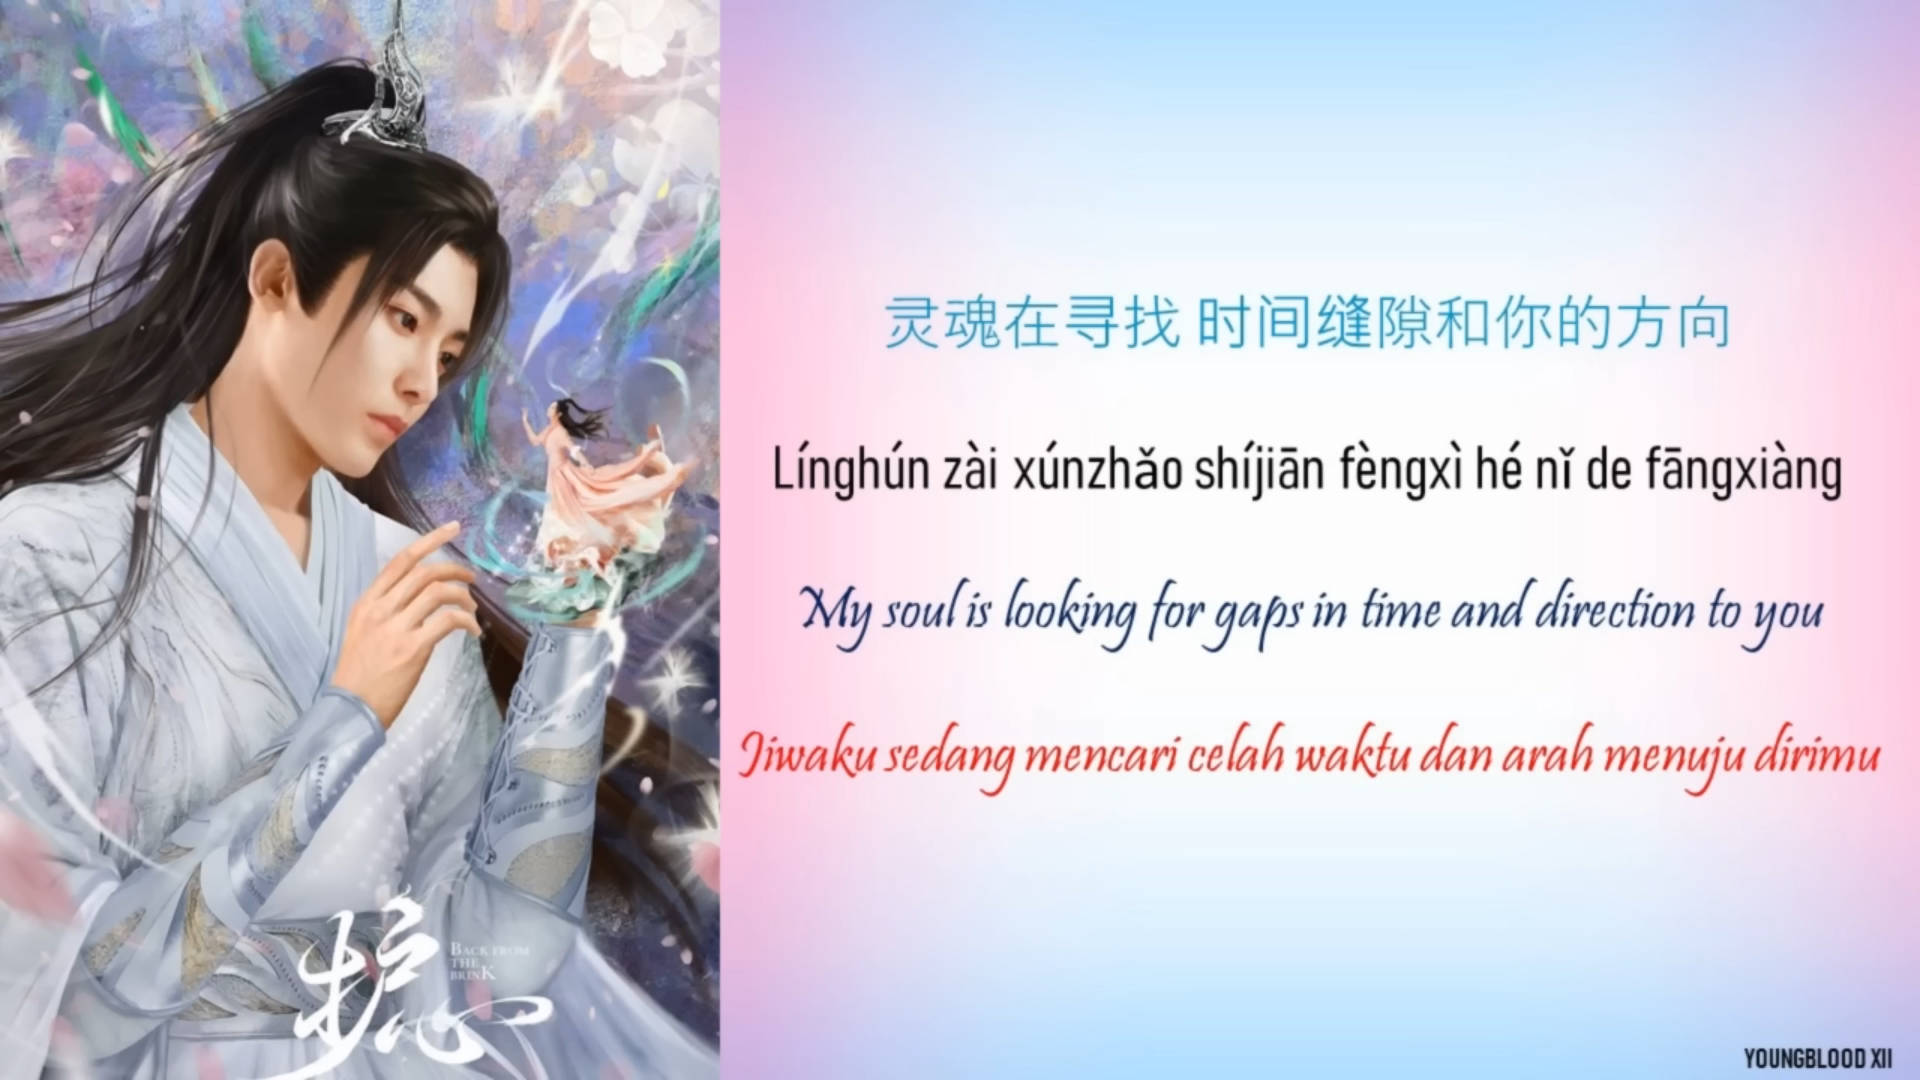 灵魂在寻找 时间缝隙和你的方向
Línghún zài xúnzhǎo shíjiān fèngxì hé nǐ de fāngxiàng
My soul is looking for gaps in time and direction to you
Jiwaku sedang mencari celah waktu dan arah menuju dirimu
护心
BACK FROM
THE
BRINK
YOUNGBLOOD XII